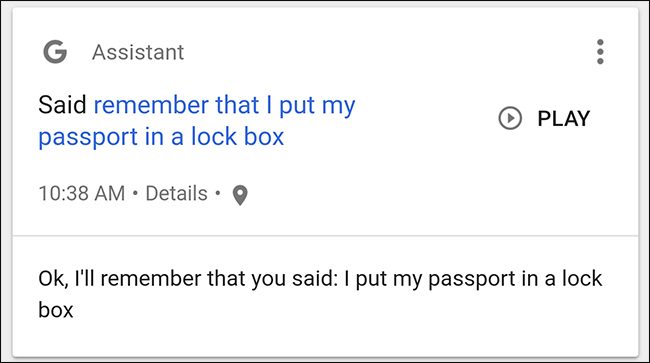 G Assistant
Said remember that I put my
passport in a lock box
PLAY
10:38 AM • Details •
Ok, I'll remember that you said: I put my passport in a lock
box